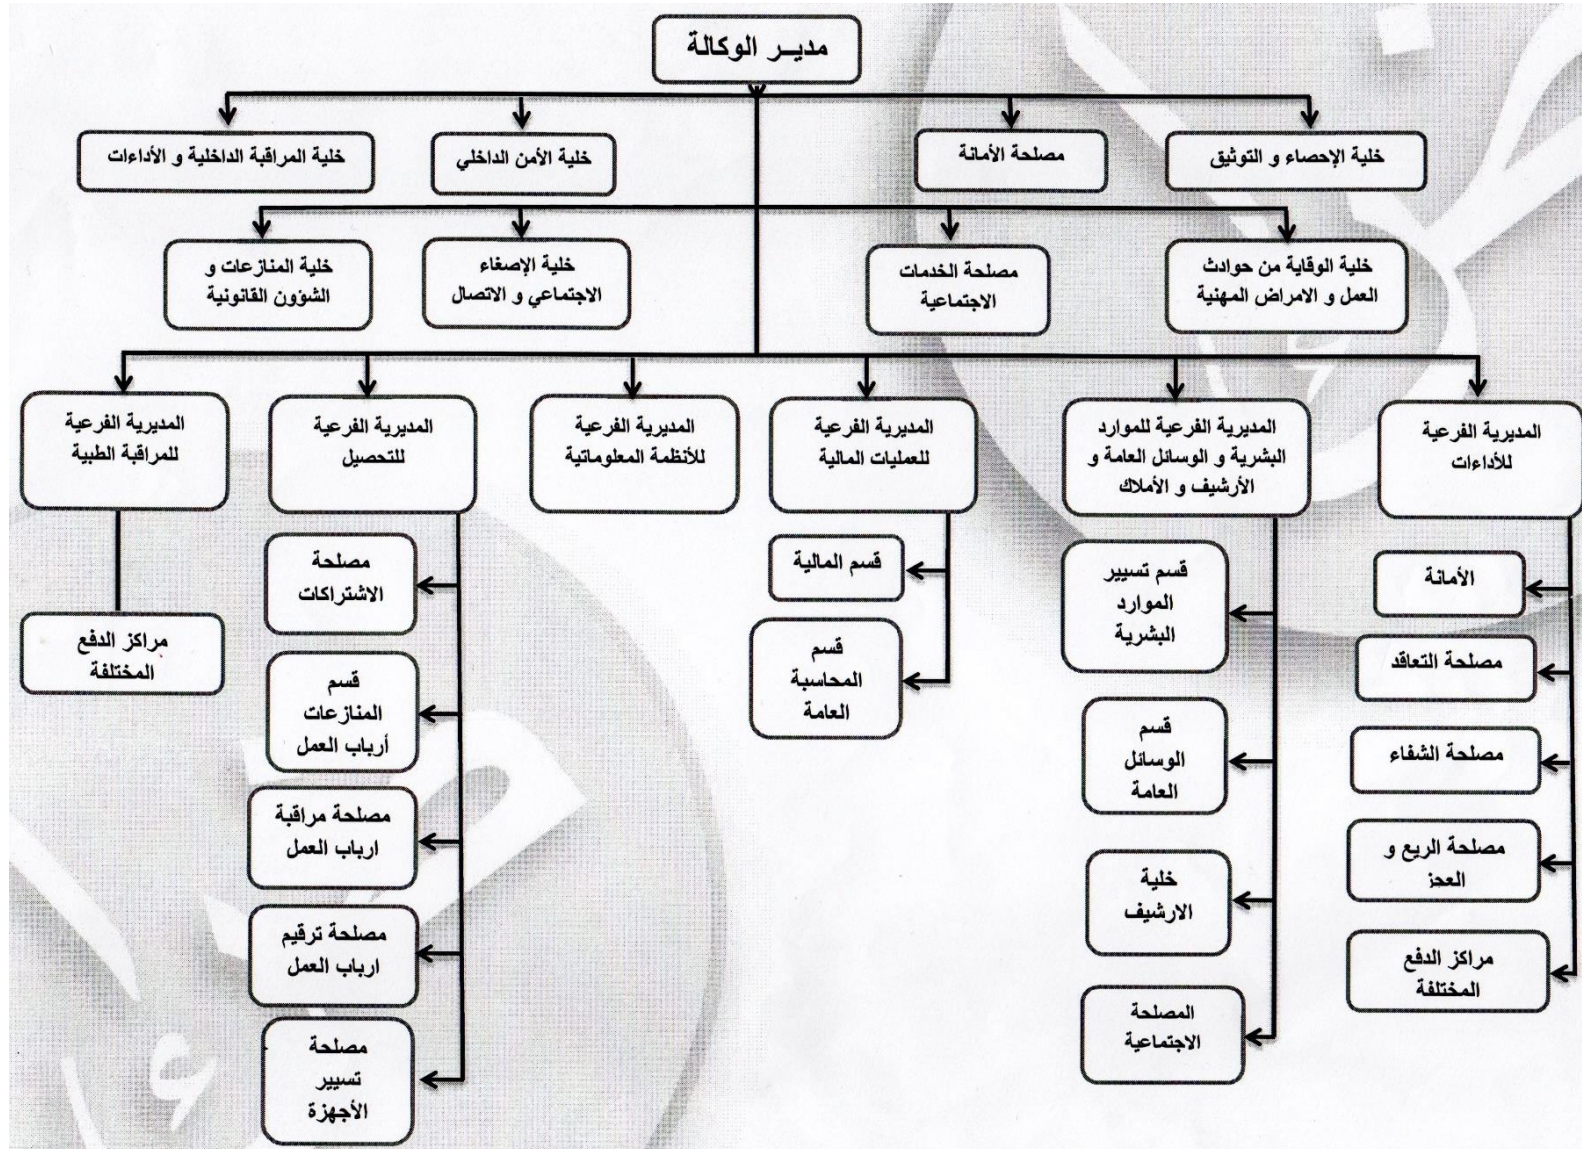 مديــر الوكالة
خلية الإحصاء و التوثيق
مصلحة الأمانة
خلية الأمن الداخلي
خلية المراقبة الداخلية و الأداءات
خلية الوقاية من حوادث
العمل و الامراض المهنية
مصلحة الخدمات
الاجتماعية
خلية الإصغاء
الاجتماعي و الاتصال
خلية المنازعات و
الشؤون القانونية
المديرية الفرعية
للأداءات
المديرية الفرعية للموارد
البشرية و الوسائل العامة و
الأرشيف و الأملاك
المديرية الفرعية
للعمليات المالية
المديرية الفرعية
للأنظمة المعلوماتية
المديرية الفرعية
للتحصيل
المديرية الفرعية
للمراقبة الطبية
الأمانة
مصلحة التعاقد
مصلحة الشفاء
مصلحة الريع و
العجز
مراكز الدفع
المختلفة
قسم تسيير
الموارد
البشرية
قسم
الوسائل
العامة
خلية
الارشيف
المصلحة
الاجتماعية
قسم المالية
قسم
المحاسبة
العامة
مصلحة
الاشتراكات
قسم
المنازعات
أرباب العمل
مصلحة مراقبة
ارباب العمل
مصلحة ترقيم
ارباب العمل
مصلحة
تسيير
الأجهزة
مراكز الدفع
المختلفة